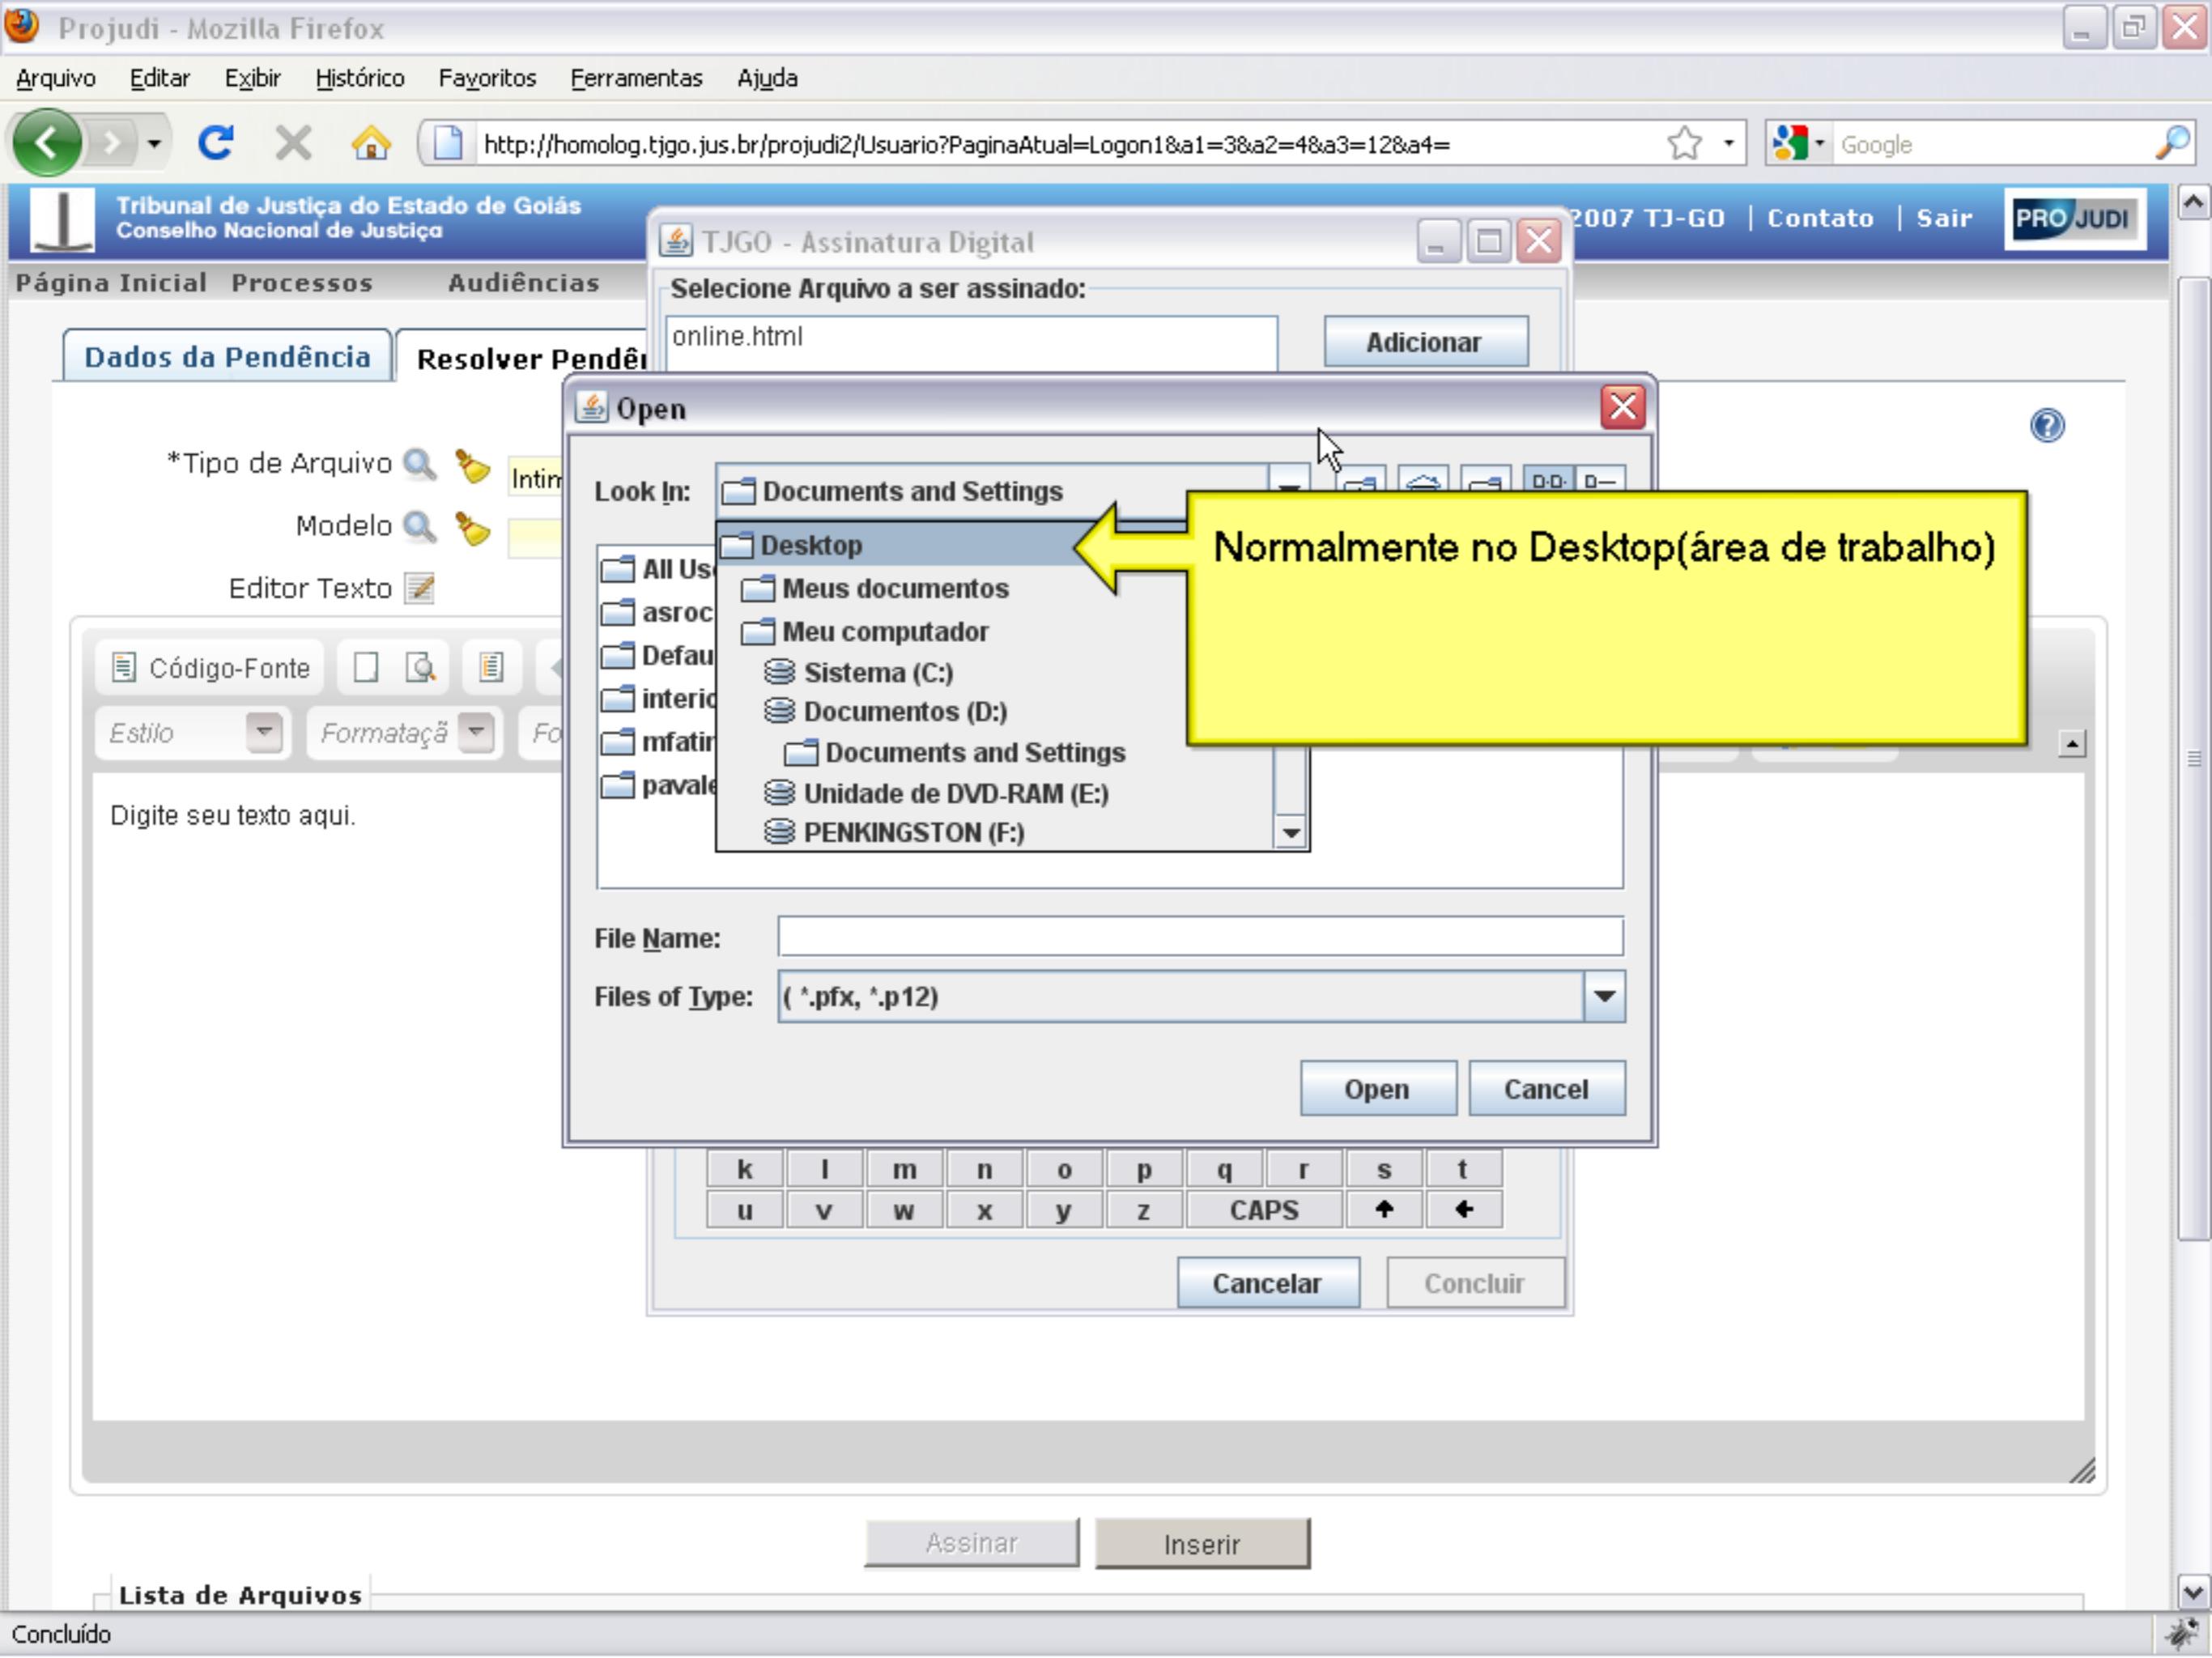 Projudi - Mozilla Firefox
Arquivo Editar Exibir Histórico Favoritos Ferramentas Ajuda
http://homolog.tjgo.jus.br/projudi2/Usuario?PaginaAtual=Logon1&a1=3&a2=4&a3=12&a4=
Google
Tribunal de Justiça do Estado de Goiás
Conselho Nacional de Justiça
2007 TJ-GO | Contato | Sair
PROJUDI
Página Inicial Processos Audiências
TJGO - Assinatura Digital
Selecione Arquivo a ser assinado:
online.html
Adicionar
Dados da Pendência
Resolver Pendê
Open
*Tipo de Arquivo
Modelo
Editor Texto
Look In: Documents and Settings
Desktop
Meus documentos
Meu computador
Sistema (C:)
Documentos (D:)
Documents and Settings
Unidade de DVD-RAM (E:)
PENKINGSTON (F:)
Normalmente no Desktop(área de trabalho)
All Us
asroc
Defau
interio
mfatir
pavale
Código-Fonte
Estilo
Formataçã
Fo
Digite seu texto aqui.
File Name:
Files of Type: ( *.pfx, *.p12)
Open Cancel
k l m n o p q r s t
u v w x y z CAPS
Cancelar Concluir
Assinar Inserir
Lista de Arquivos
Concluído